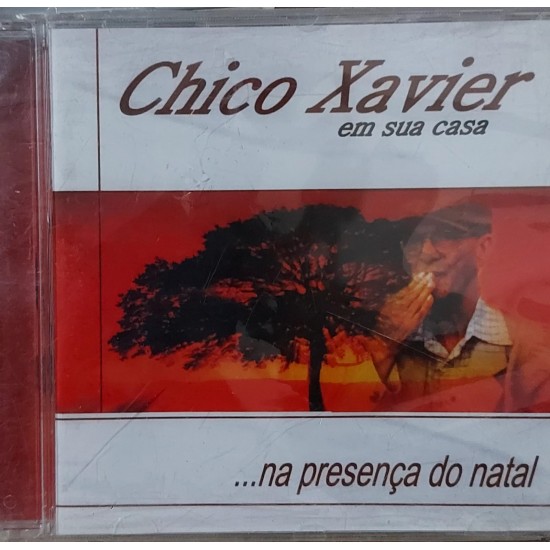 Chico Xavier
em sua casa
...na presença do natal